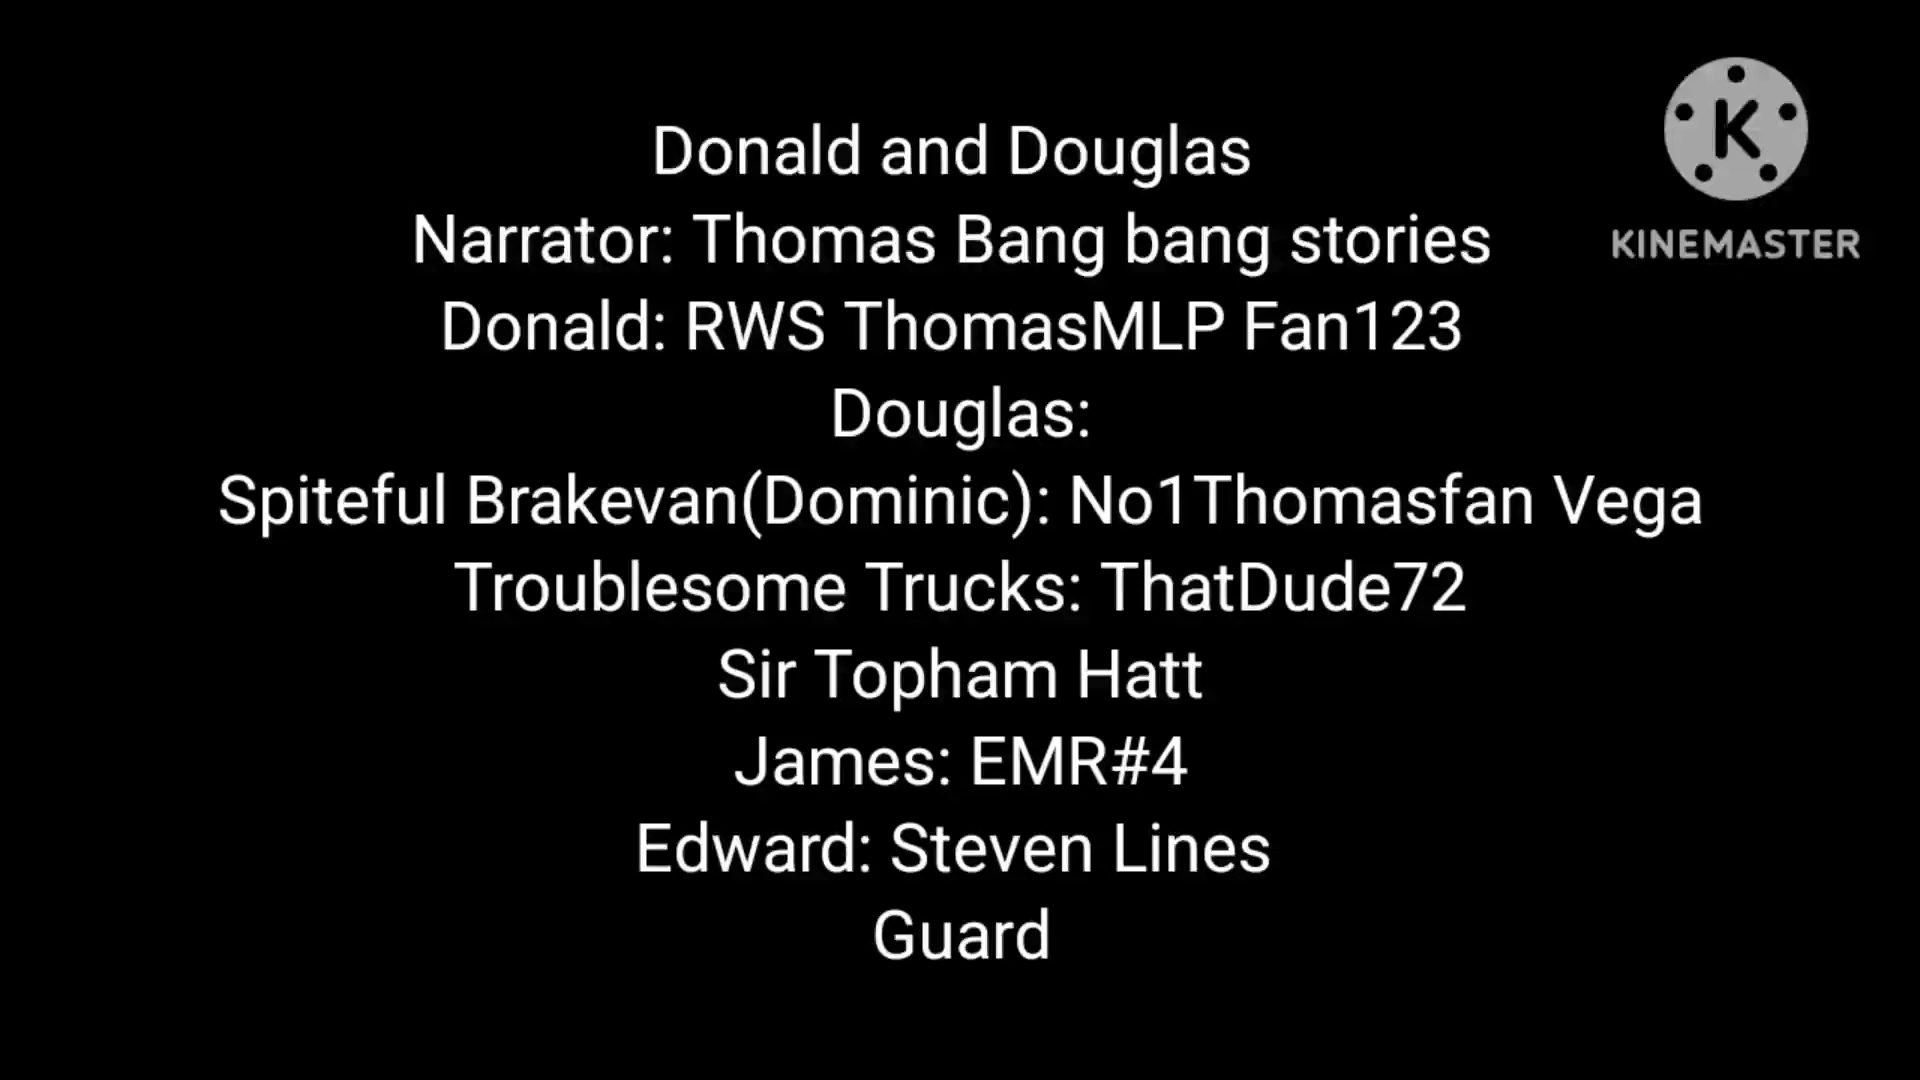 Donald and Douglas
Narrator: Thomas Bang bang stories
Donald: RWS ThomasMLP Fan123
Douglas:
Spiteful Brakevan(Dominic): No1Thomasfan Vega
Troublesome Trucks: ThatDude72
Sir Topham Hatt
James: EMR#4
Edward: Steven Lines
Guard
K
KINEMASTER